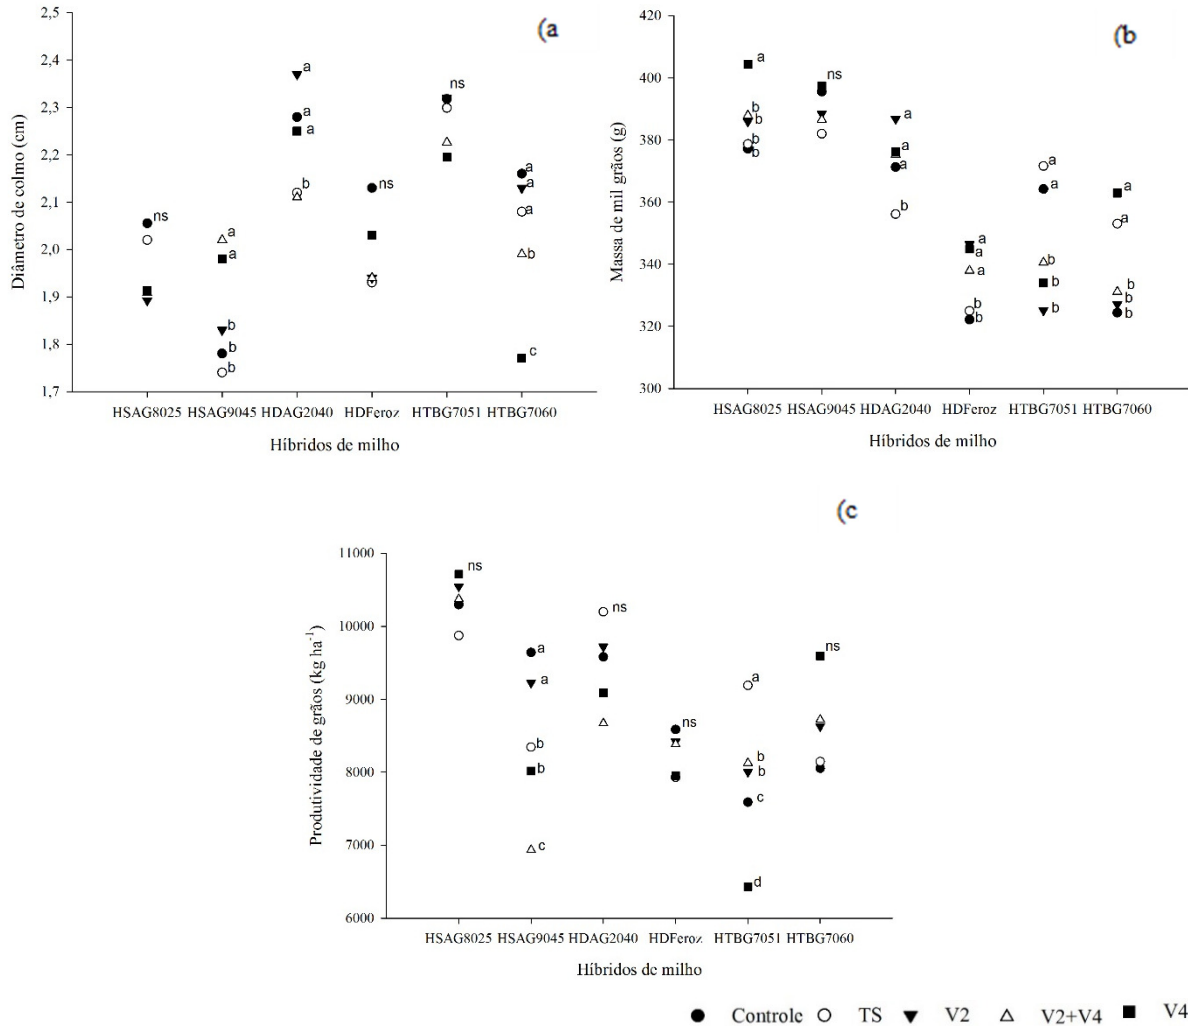 (a
Diâmetro de colmo (cm)
2,5
2,4
2,3
2,2
2,1
2,0
1,9
1,8
1,7
ns
a
a
b
b
b
a
a
a
b
ns
ns
a
a
a
b
c
HSAG8025 HSAG9045 HDAG2040 HDFeroz HTBG7051 HTBG7060
Híbridos de milho
(b
Massa de mil grãos (g)
420
400
380
360
340
320
300
a
b
b
b
b
ns
a
a
a
b
a
a
a
b
b
a
a
b
b
b
a
a
b
b
b
HSAG8025 HSAG9045 HDAG2040 HDFeroz HTBG7051 HTBG7060
Híbridos de milho
(c
Produtividade de grãos (kg ha⁻¹)
11000
10000
9000
8000
7000
6000
ns
a
a
b
b
c
ns
ns
a
b
b
c
d
ns
HSAG8025 HSAG9045 HDAG2040 HDFeroz HTBG7051 HTBG7060
Híbridos de milho
Controle TS V2 V2+V4 V4